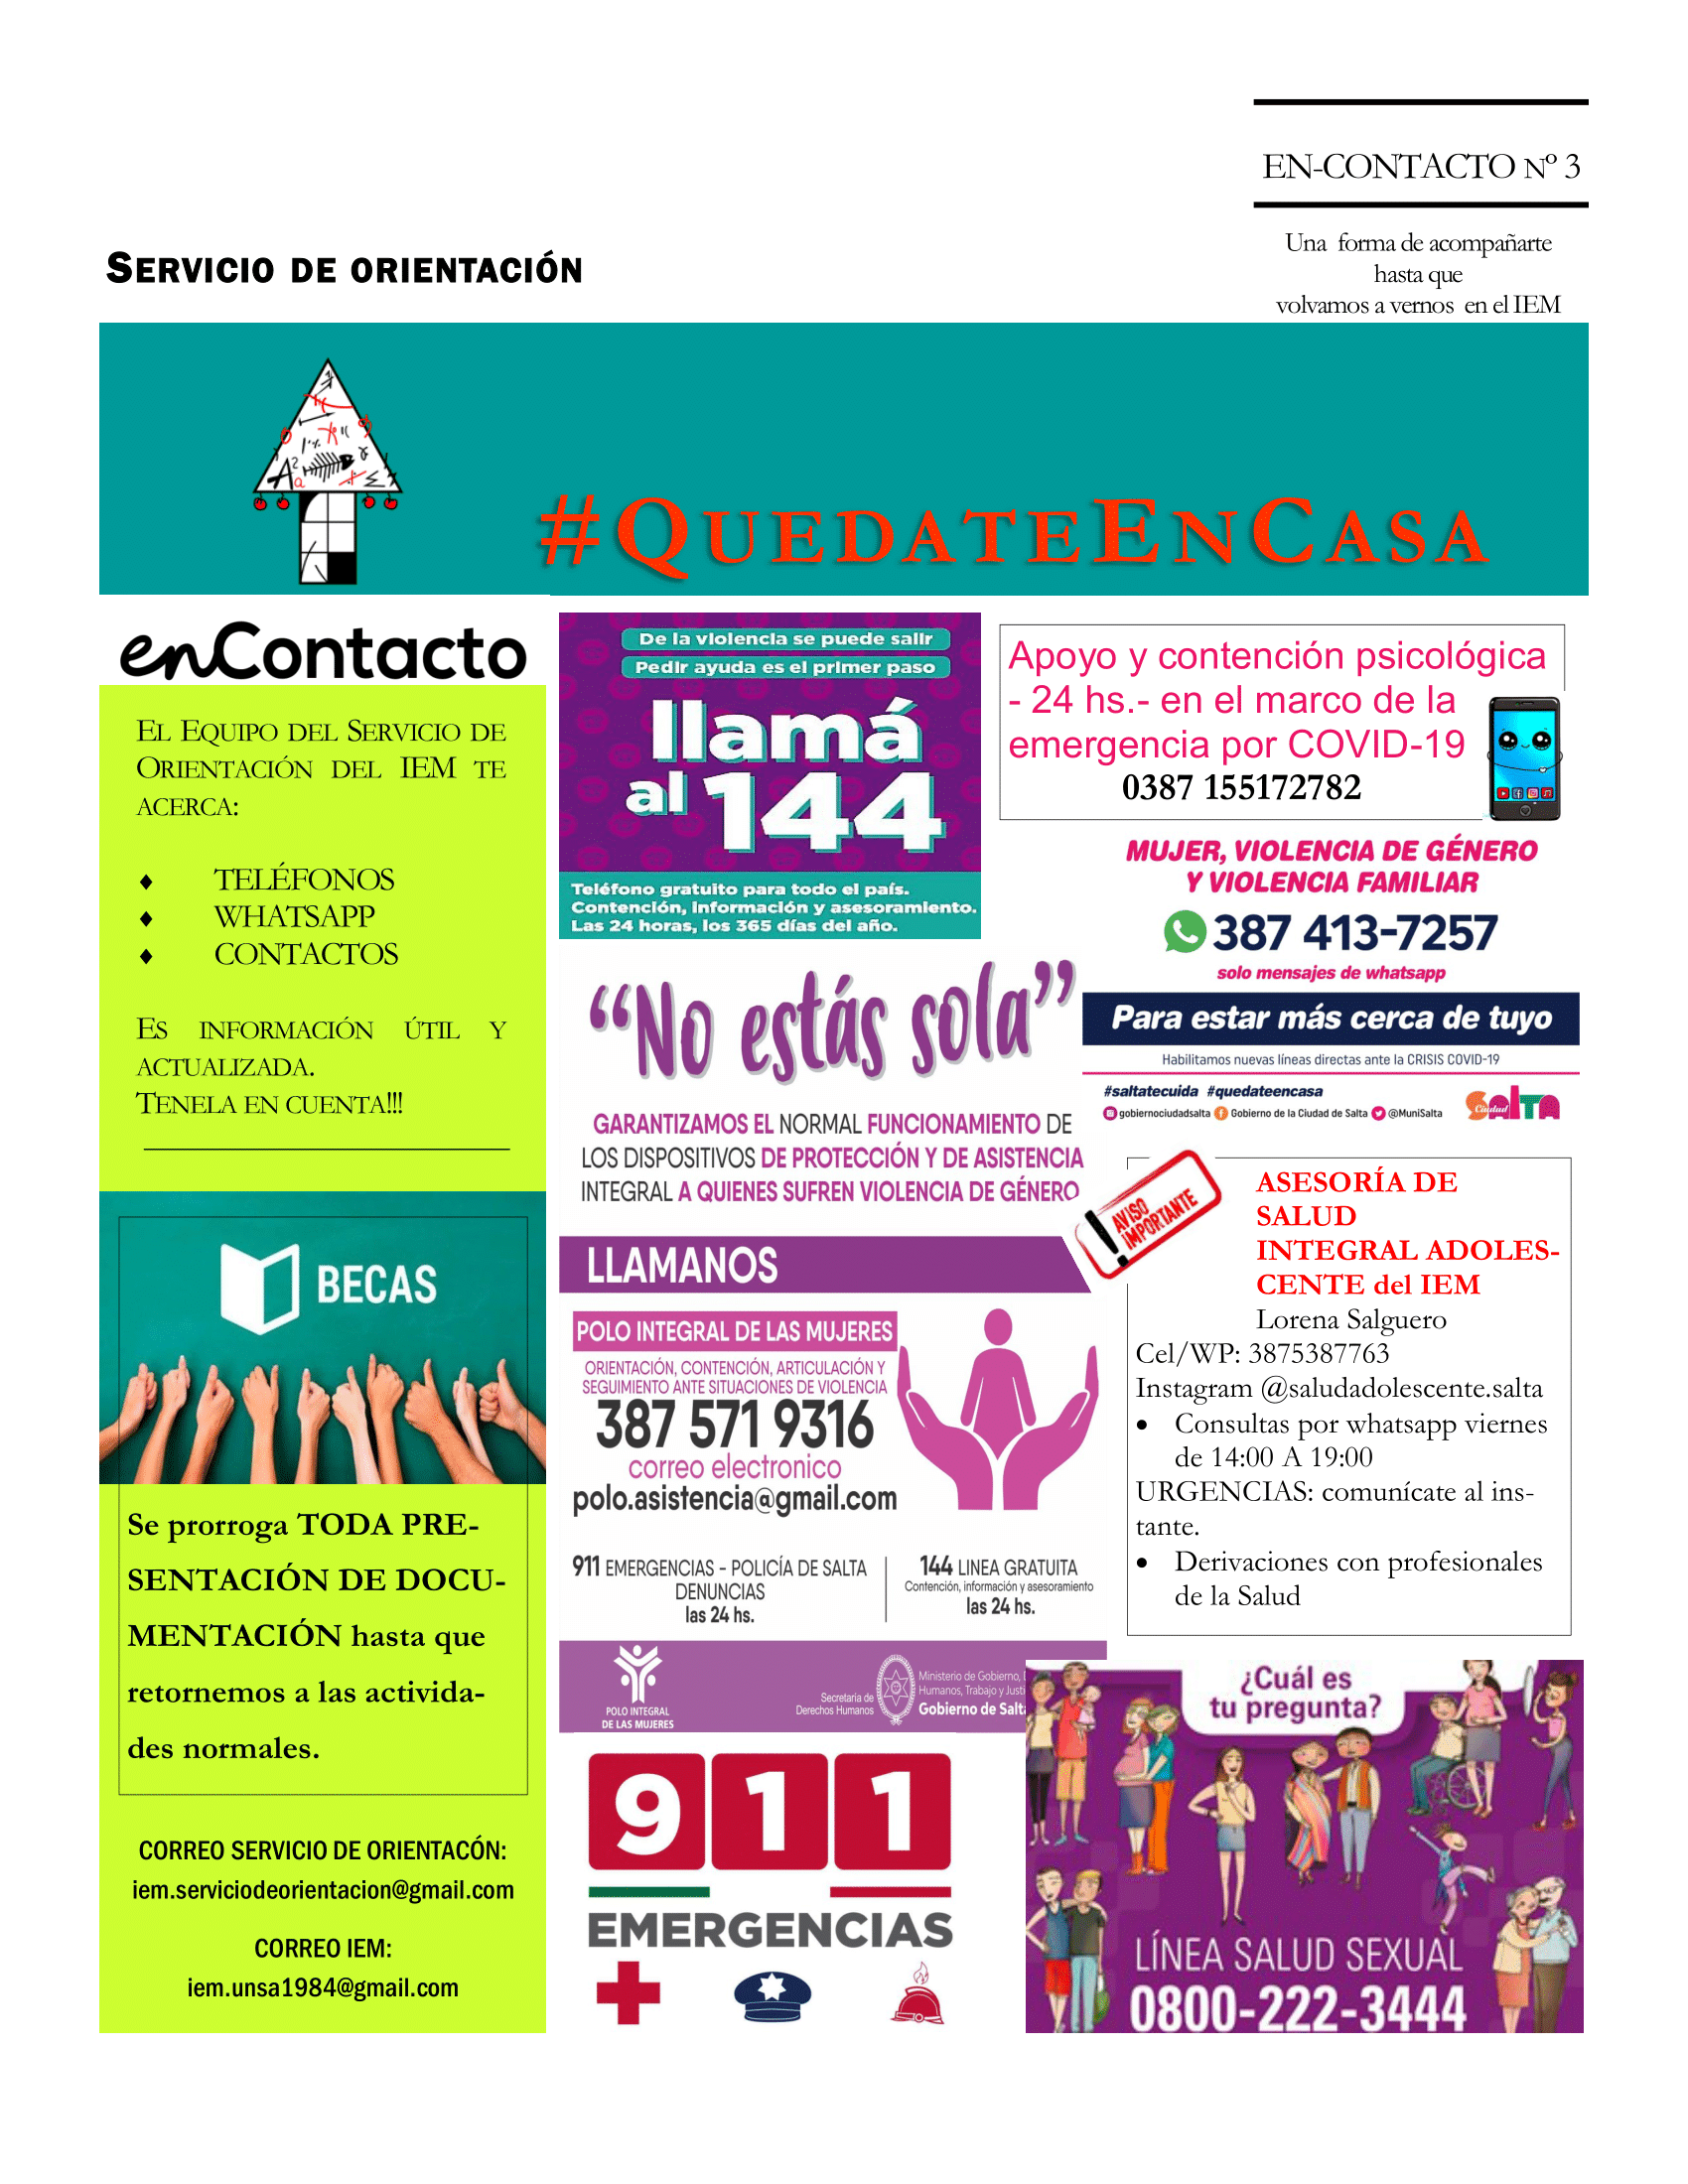 EN-CONTACTO Nº 3
Una forma de acompañarte
hasta que
volvamos a vernos en el IEM
SERVICIO DE ORIENTACIÓN
#QUEDATEENCASA
enContacto
EL EQUIPO DEL SERVICIO DE
ORIENTACIÓN DEL IEM TE
ACERCA:
♦ TELÉFONOS
♦ WHATSAPP
♦ CONTACTOS
ES INFORMACIÓN ÚTIL Y
ACTUALIZADA.
TENELA EN CUENTA!!!
BECAS
Se prorroga TODA PRE-
SENTACIÓN DE DOCU-
MENTACIÓN hasta que
retornemos a las activida-
des normales.
CORREO SERVICIO DE ORIENTACÓN:
iem.serviciodeorientacion@gmail.com
CORREO IEM:
iem.unsa1984@gmail.com
De la violencia se puede salir
Pedir ayuda es el primer paso
llamá
al 144
Teléfono gratuito para todo el país.
Contención, Información y asesoramiento.
Las 24 horas, los 365 días del año.
"No estás sola"
GARANTIZAMOS EL NORMAL FUNCIONAMIENTO DE
LOS DISPOSITIVOS DE PROTECCIÓN Y DE ASISTENCIA
INTEGRAL A QUIENES SUFREN VIOLENCIA DE GÉNERO
LLAMANOS
POLO INTEGRAL DE LAS MUJERES
ORIENTACIÓN, CONTENCIÓN, ARTICULACIÓN Y
SEGUIMIENTO ANTE SITUACIONES DE VIOLENCIA
387 571 9316
correo electronico
polo.asistencia@gmail.com
911 EMERGENCIAS - POLICÍA DE SALTA
DENUNCIAS
las 24 hs.
144 LINEA GRATUITA
Contención, información y asesoramiento
las 24 hs.
POLO INTEGRAL
DE LAS MUJERES
Secretaría de
Derechos Humanos
Ministerio de Gobierno,
Humanos, Trabajo y Justi
Gobierno de Salt
911
EMERGENCIAS
Apoyo y contención psicológica
- 24 hs.- en el marco de la
emergencia por COVID-19
0387 155172782
MUJER, VIOLENCIA DE GÉNERO
Y VIOLENCIA FAMILIAR
387 413-7257
solo mensajes de whatsapp
Para estar más cerca de tuyo
Habilitamos nuevas líneas directas ante la CRISIS COVID-19
#saltatecuida #quedateencasa
gobiernociudadsalta Gobierno de la Ciudad de Salta @MuniSalta
Ciudad SALTA
AVISO
IMPORTANTE
ASESORÍA DE
SALUD
INTEGRAL ADOLES-
CENTE del IEM
Lorena Salguero
Cel/WP: 3875387763
Instagram @saludadolescente.salta
• Consultas por whatsapp viernes
de 14:00 A 19:00
URGENCIAS: comunícate al ins-
tante.
• Derivaciones con profesionales
de la Salud
¿Cuál es
tu pregunta?
LÍNEA SALUD SEXUAL
0800-222-3444